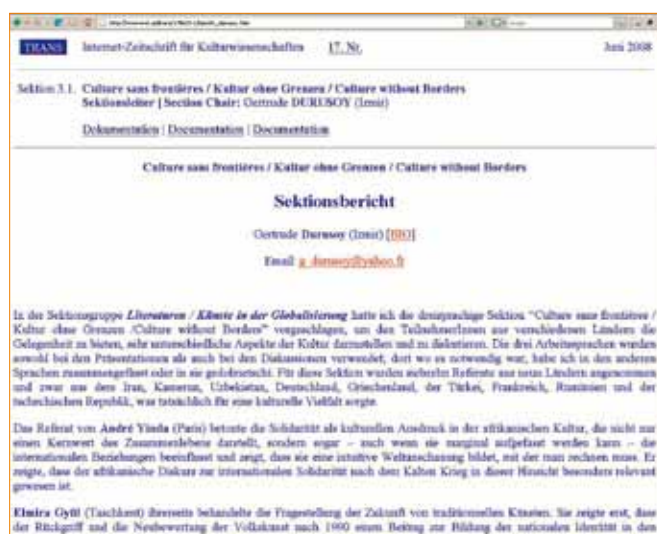 TRANS Internet-Zeitschrift für Kulturwissenschaften 17. Nr. Juni 2008
Sektion 3.1. Culture sans frontières / Kultur ohne Grenzen / Culture without Borders
Sektionsleiter | Section Chair: Gertrude DURUSOY (Izmir)
Dokumentation | Documentation | Documentation
Culture sans frontières / Kultur ohne Grenzen / Culture without Borders
Sektionsbericht
Gertrude Durusoy (Izmir) [BIO]
Email: g_durusoy@yahoo.fr
In der Sektionsgruppe Literaturen / Künste in der Globalisierung hatte ich die dreisprachige Sektion "Culture sans frontières /
Kultur ohne Grenzen /Culture without Borders" vorgeschlagen, um den TeilnehmerInnen aus verschiedenen Ländern die
Gelegenheit zu bieten, sehr unterschiedliche Aspekte der Kultur darzustellen und zu diskutieren. Die drei Arbeitssprachen wurden
sowohl bei den Präsentationen als auch bei den Diskussionen verwendet, dort wo es notwendig war, habe ich in den anderen
Sprachen zusammengefasst oder in sie gedolmetscht. Für diese Sektion wurden siebzehn Referate aus neun Ländern angenommen
und zwar aus dem Iran, Kamerun, Uzbekistan, Deutschland, Griechenland, der Türkei, Frankreich, Rumänien und der
tschechischen Republik, was tatsächlich für eine kulturelle Vielfalt sorgte.
Das Referat von André Yinda (Paris) betonte die Solidarität als kulturellen Ausdruck in der afrikanischen Kultur, die nicht nur
einen Kernwert des Zusammenlebens darstellt, sondern sogar – auch wenn sie marginal aufgefasst werden kann – die
internationalen Beziehungen beeinflusst und zeigt, dass sie eine intuitive Weltanschauung bildet, mit der man rechnen muss. Er
zeigte, dass der afrikanische Diskurs zur internationalen Solidarität nach dem Kalten Krieg in dieser Hinsicht besonders relevant
gewesen ist.
Elmira Gyül (Taschkent) ihrerseits behandelte die Fragestellung der Zukunft von traditionellen Künsten. Sie zeigte erst, dass
der Rückgriff und die Neubewertung der Volkskunst nach 1990 einen Beitrag zur Bildung der nationalen Identität in den